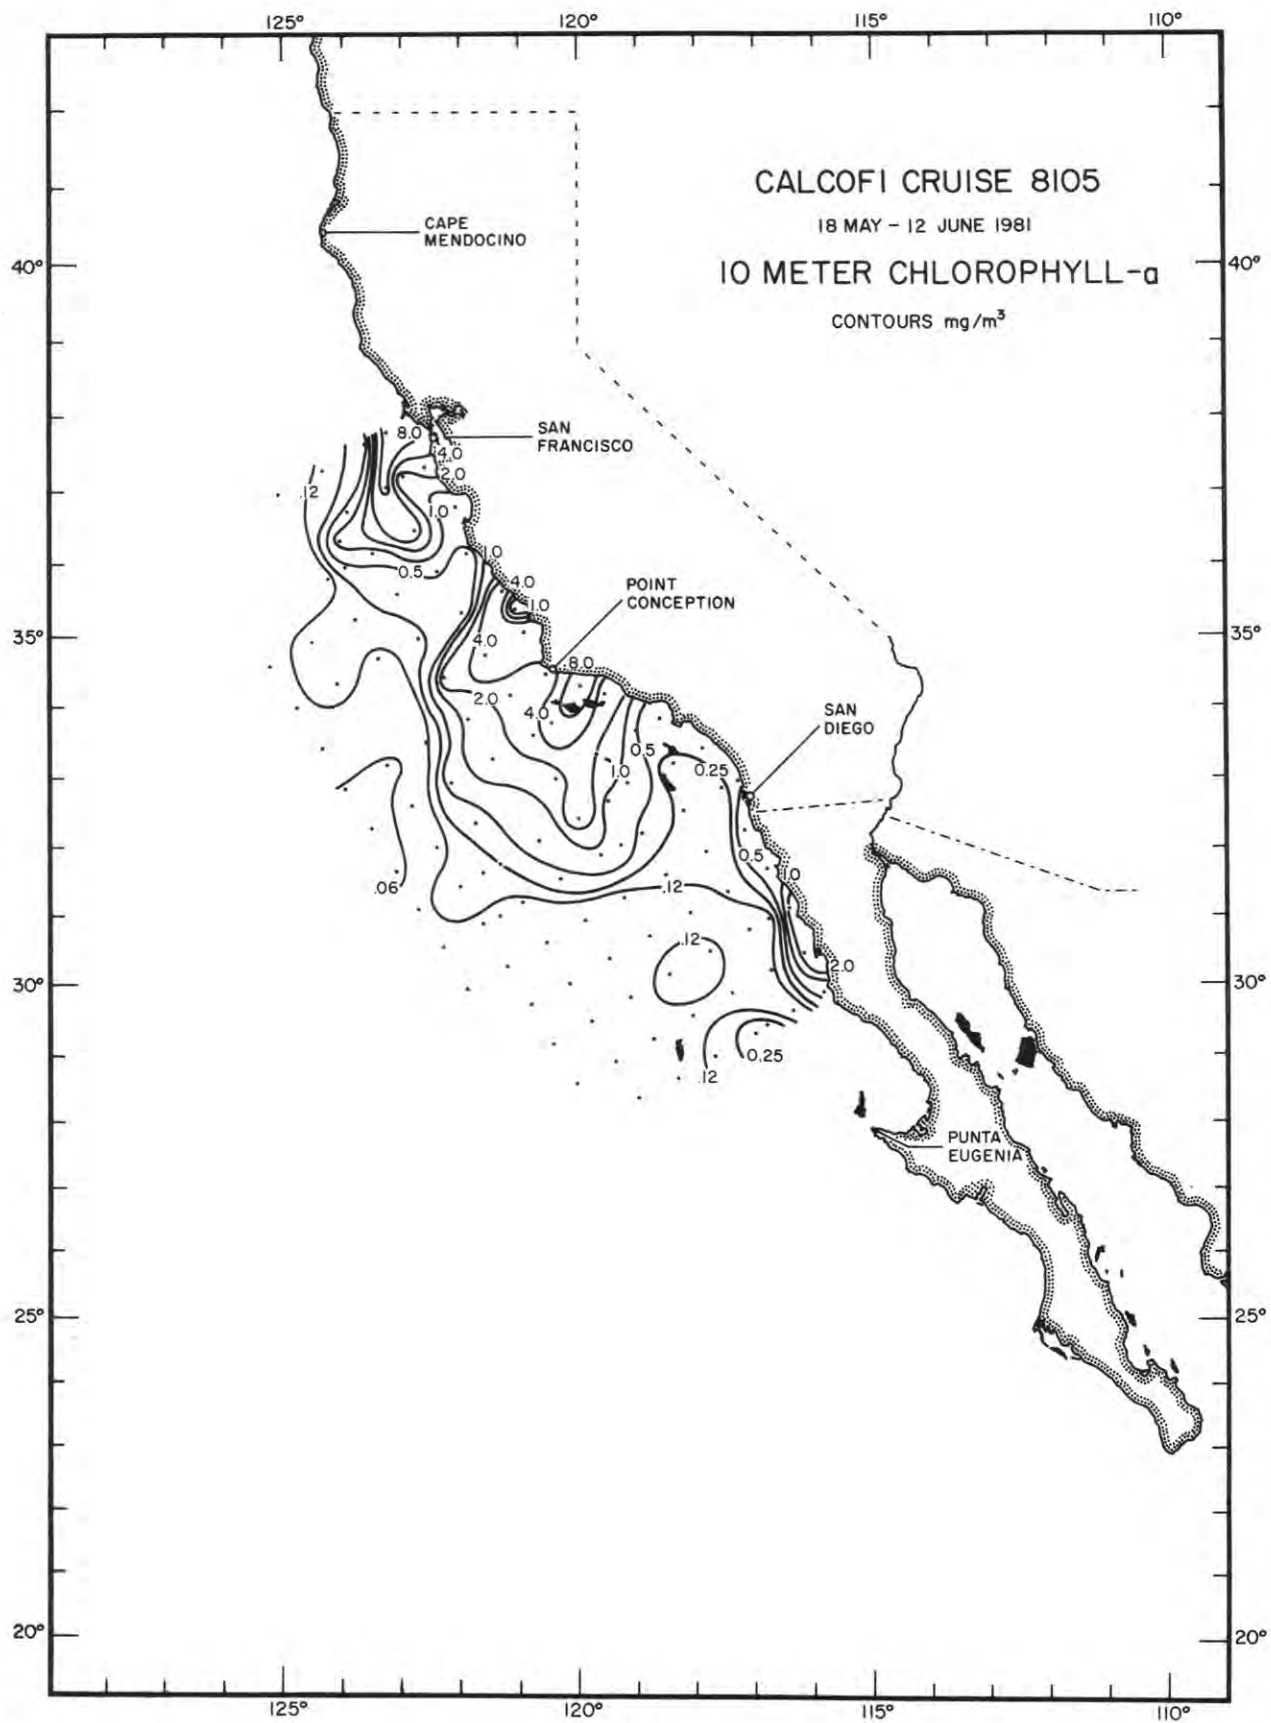 125° 120° 115° 110°
CALCOFI CRUISE 8105
18 MAY - 12 JUNE 1981
10 METER CHLOROPHYLL-a
CONTOURS mg/m³
CAPE
MENDOCINO
40° 40°
SAN
FRANCISCO
8.0
4.0
2.0
.12
1.0
1.0
0.5
4.0
1.0
POINT
CONCEPTION
35° 35°
4.0
8.0
2.0
4.0
SAN
DIEGO
0.5
1.0
0.25
0.5
1.0
.06
.12
.12
2.0
30° 30°
0.25
.12
PUNTA
EUGENIA
25° 25°
20° 20°
125° 120° 115° 110°